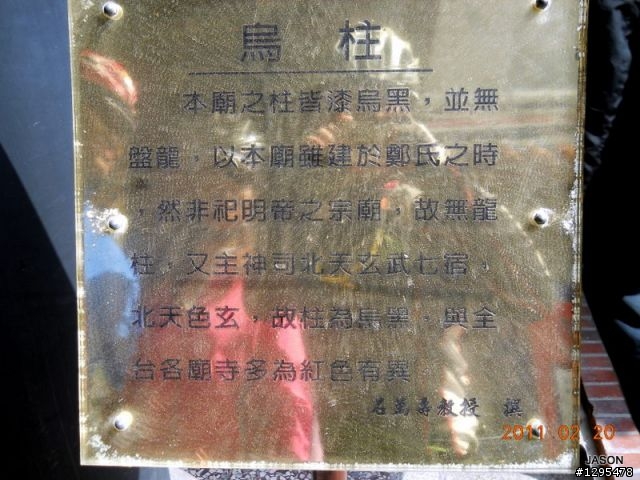 烏柱
本廟之柱皆漆烏黑，並無
盤龍，以本廟雖建於鄭氏之時
，然非祀明帝之宗廟，故無龍
柱，又主神司北天玄武七宿，
北天色玄，故柱為烏黑，與全
台各廟寺多為紅色有異
石萬壽教授 撰
2011 02 20
JASON
#1295478